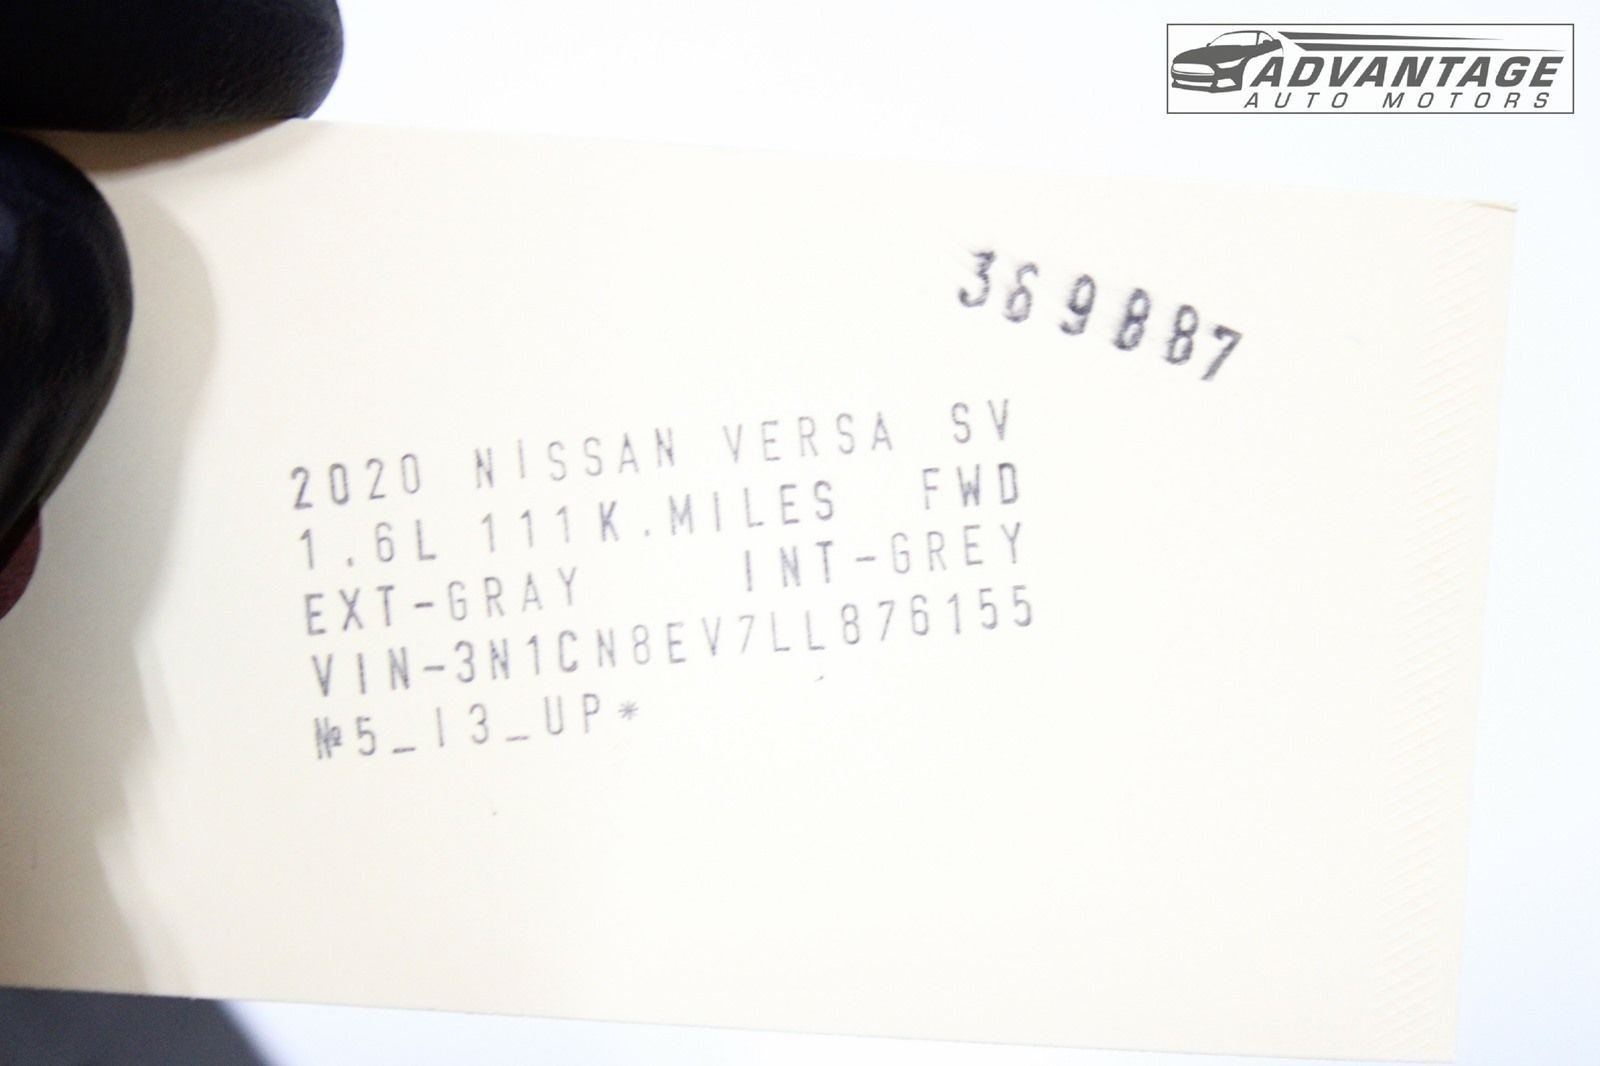 ADVANTAGE
AUTO MOTORS
369887
2020 NISSAN VERSA SV
1.6L 111K.MILES FWD
EXT-GRAY INT-GREY
VIN-3N1CN8EV7LL876155
№5_I3_UP*